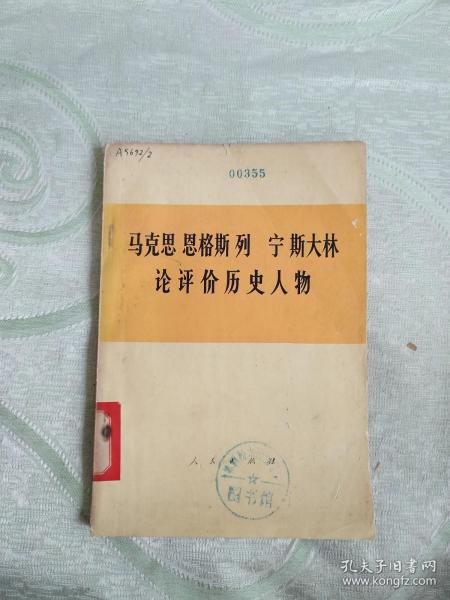 A5692/2
00355
马克思 恩格斯 列 宁 斯大林
论评价历史人物
人民出版社
图书馆
孔夫子旧书网
www.kongfz.com